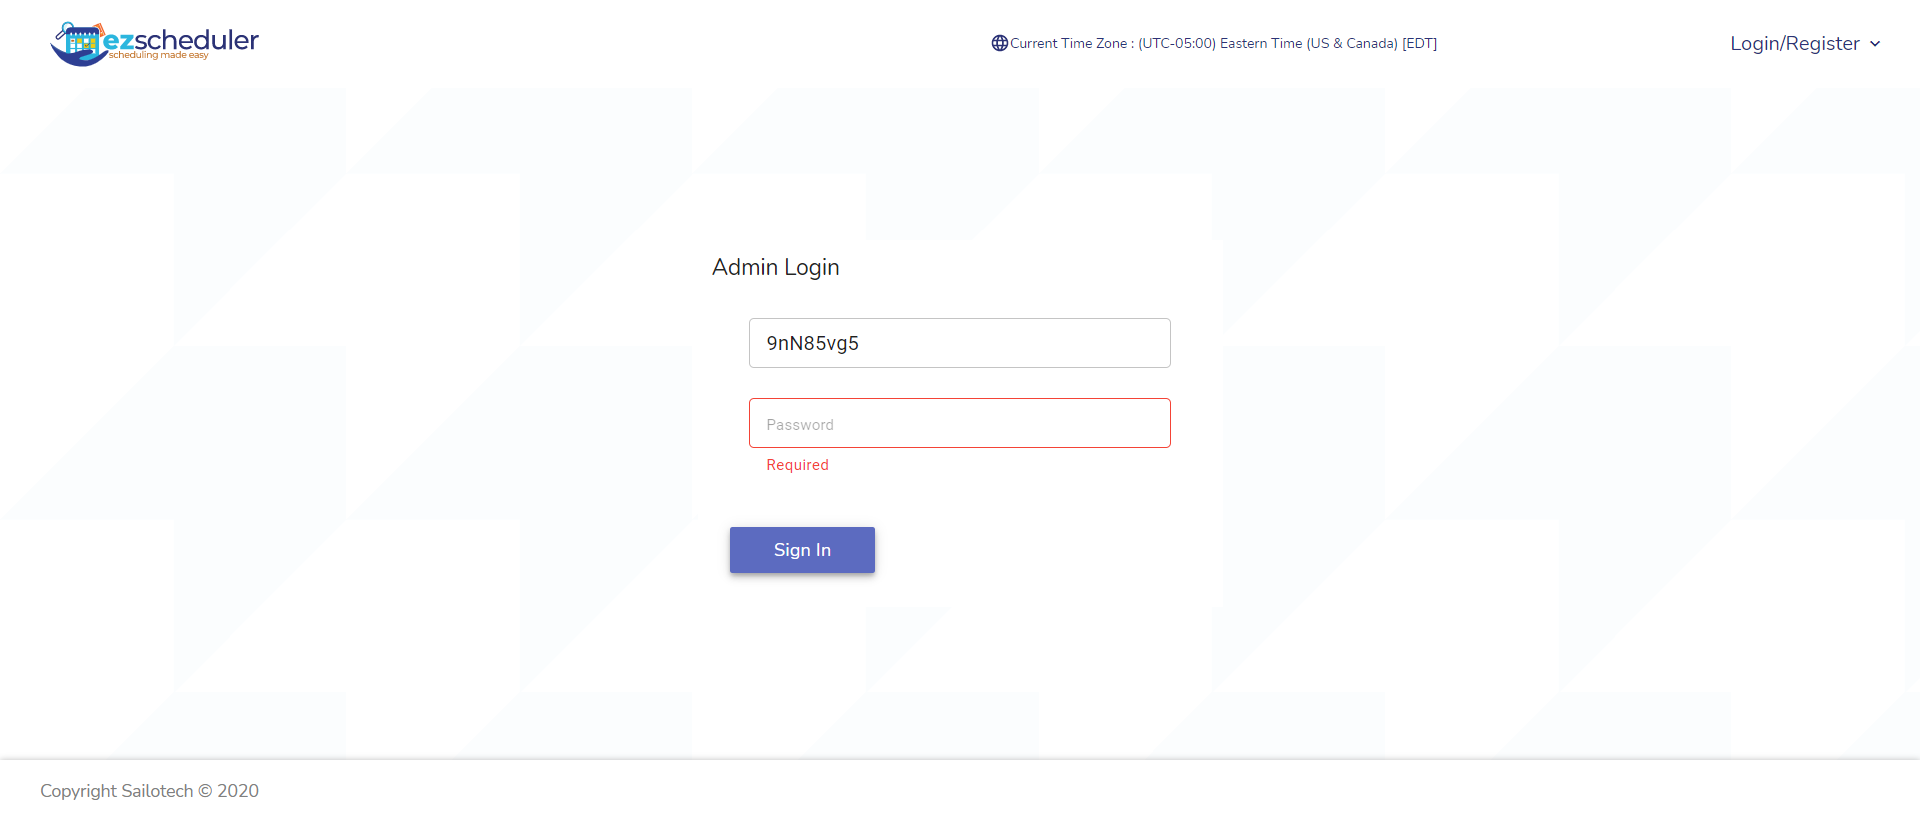 ezscheduler
scheduling made easy
Current Time Zone : (UTC-05:00) Eastern Time (US & Canada) [EDT]
Login/Register
Admin Login
9nN85vg5
Password
Required
Sign In
Copyright Sailotech © 2020